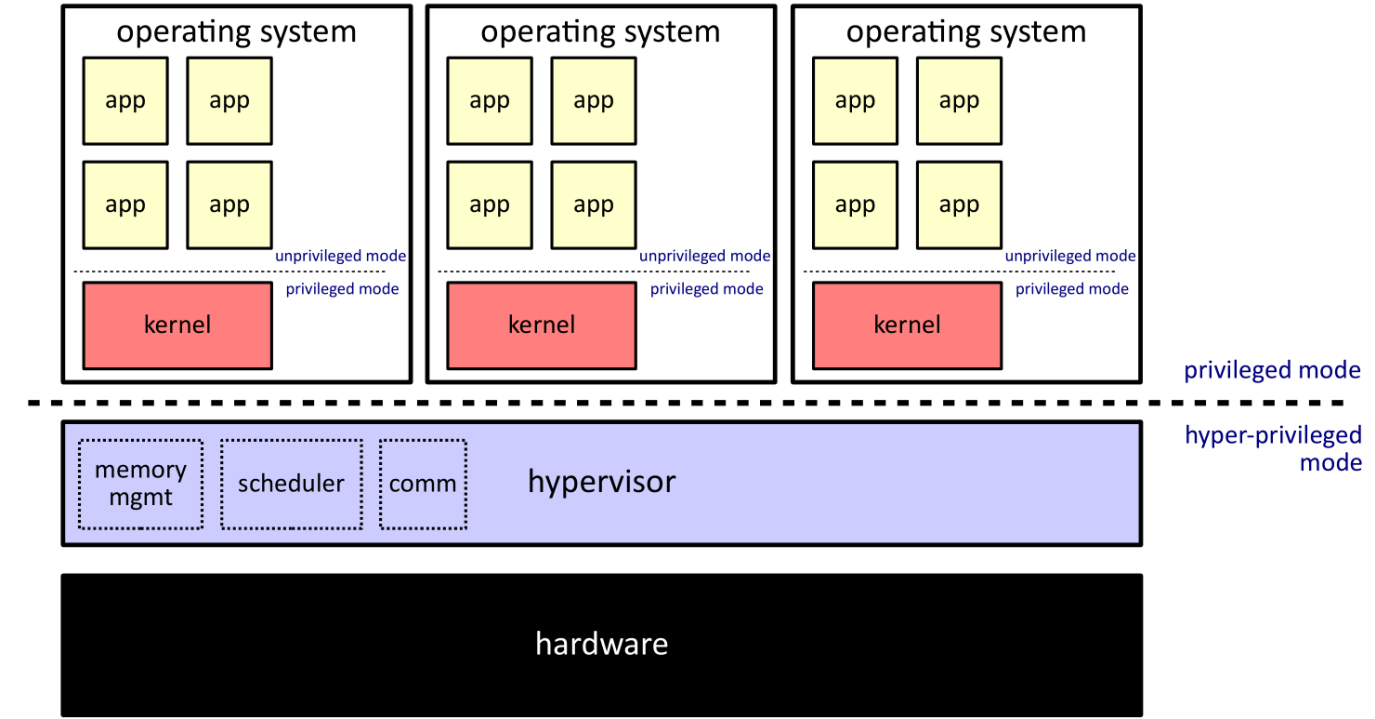 operating system
app app
app app
unprivileged mode
privileged mode
kernel
operating system
app app
app app
unprivileged mode
privileged mode
kernel
operating system
app app
app app
unprivileged mode
privileged mode
kernel
privileged mode
hyper-privileged
mode
memory
mgmt
scheduler
comm
hypervisor
hardware